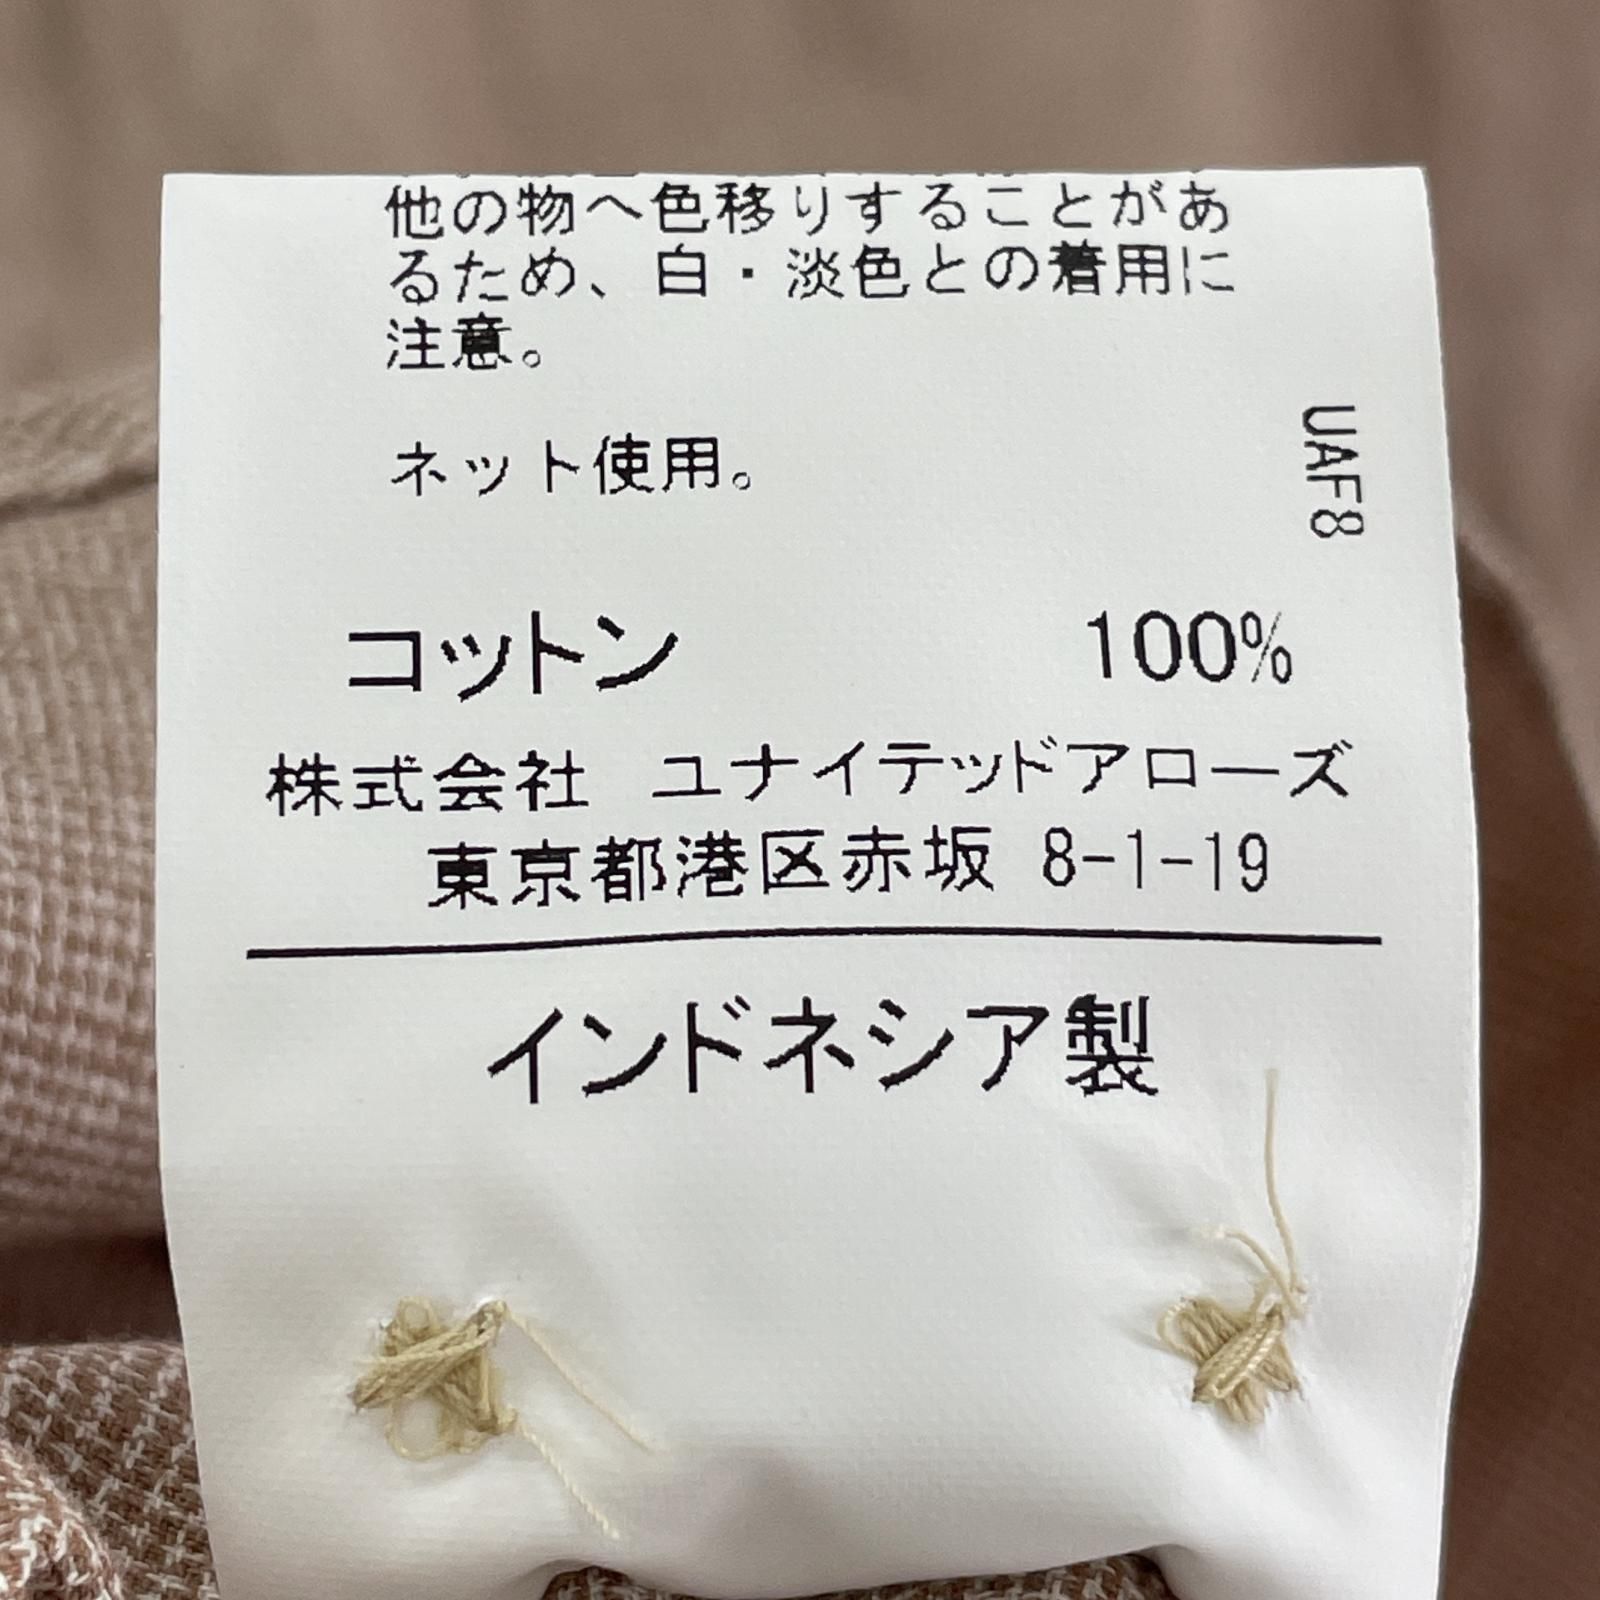 他の物へ色移りすることがあ
るため、白・淡色との着用に
注意。
ネット使用。
UAF8
コットン 100%
株式会社 ユナイテッドアローズ
東京都港区赤坂 8-1-19
インドネシア製